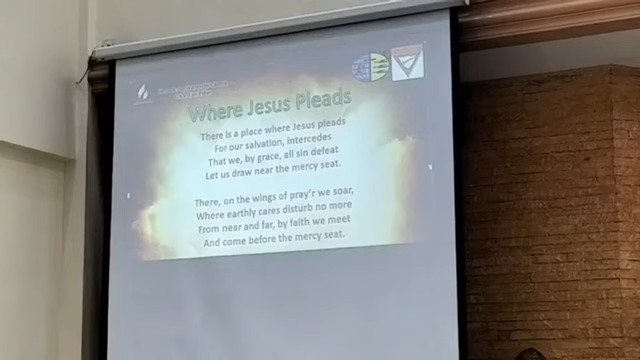 Where Jesus Pleads
There is a place where Jesus pleads
For our salvation, intercedes
That we, by grace, all sin defeat
Let us draw near the mercy seat.
There, on the wings of pray'r we soar,
Where earthly cares disturb no more
From near and far, by faith we meet
And come before the mercy seat.